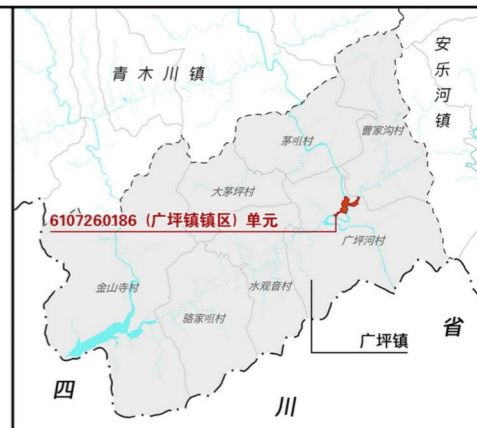 青木川镇
安乐河镇
茅咀村
曹家沟村
大茅坪村
6107260186（广坪镇镇区）单元
广坪河村
金山寺村
水观音村
骆家咀村
广坪镇
四川省